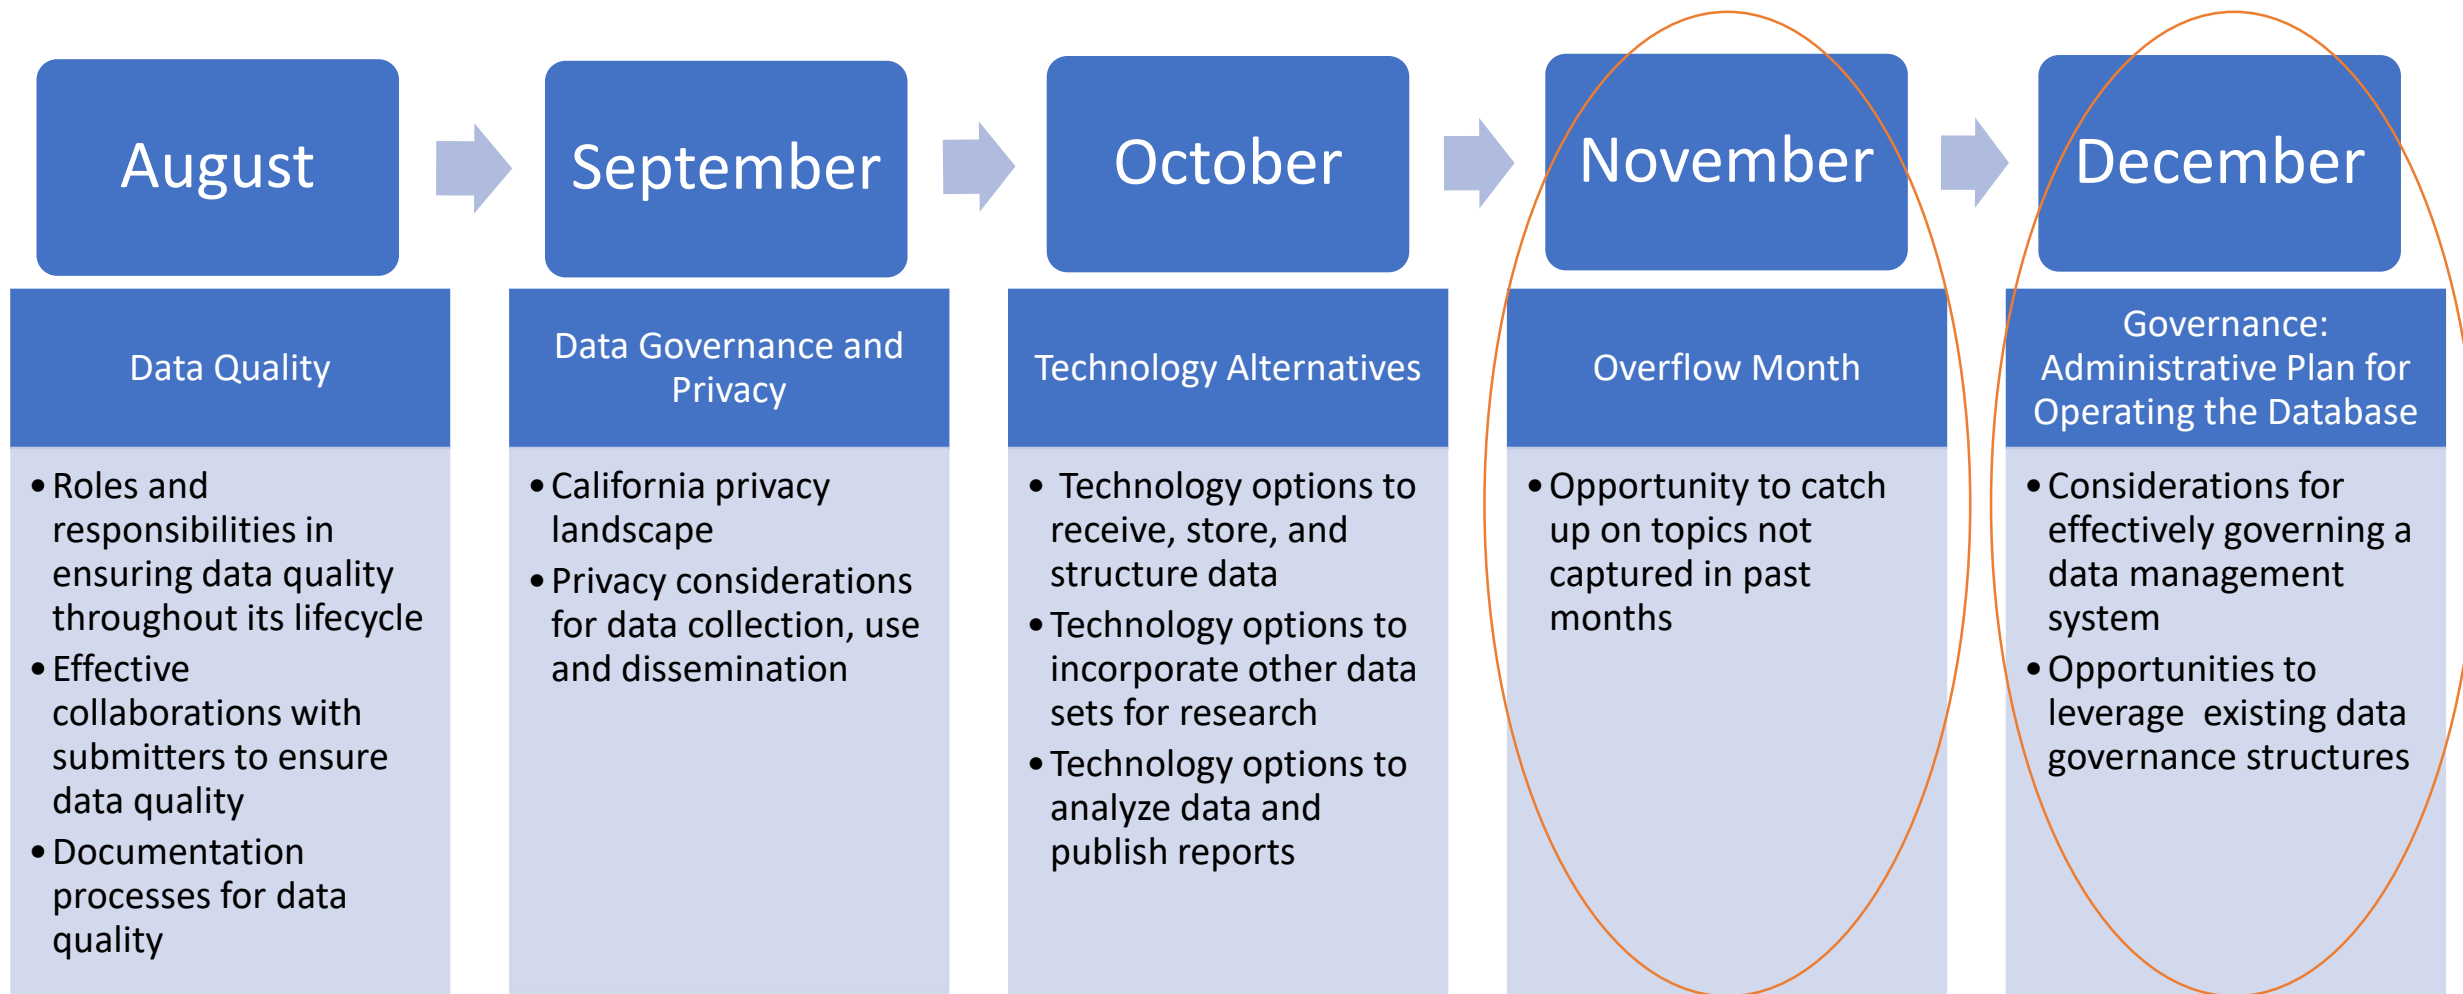 August
September
October
November
December
Data Quality
Data Governance and
Privacy
Technology Alternatives
Overflow Month
Governance:
Administrative Plan for
Operating the Database
•Roles and
responsibilities in
ensuring data quality
throughout its lifecycle
•Effective
collaborations with
submitters to ensure
data quality
•Documentation
processes for data
quality
•California privacy
landscape
•Privacy considerations
for data collection, use
and dissemination
• Technology options to
receive, store, and
structure data
•Technology options to
incorporate other data
sets for research
•Technology options to
analyze data and
publish reports
•Opportunity to catch
up on topics not
captured in past
months
•Considerations for
effectively governing a
data management
system
•Opportunities to
leverage  existing data
governance structures